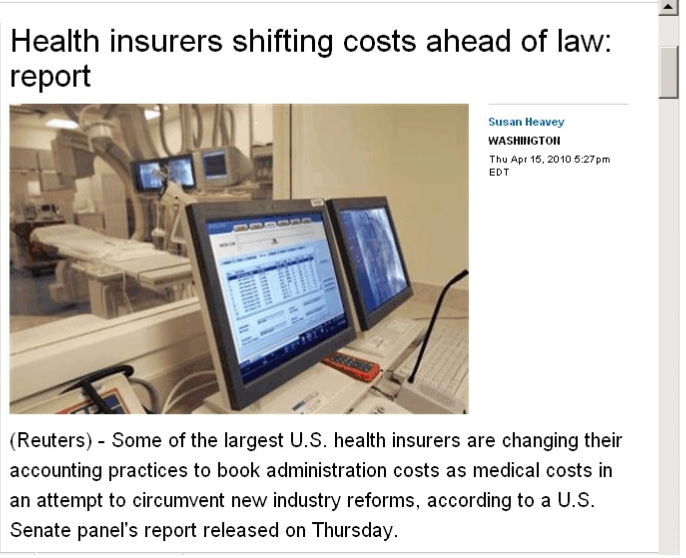 Health insurers shifting costs ahead of law:
report
Susan Heavey
WASHINGTON
Thu Apr 15, 2010 5:27pm
EDT
(Reuters) - Some of the largest U.S. health insurers are changing their
accounting practices to book administration costs as medical costs in
an attempt to circumvent new industry reforms, according to a U.S.
Senate panel's report released on Thursday.